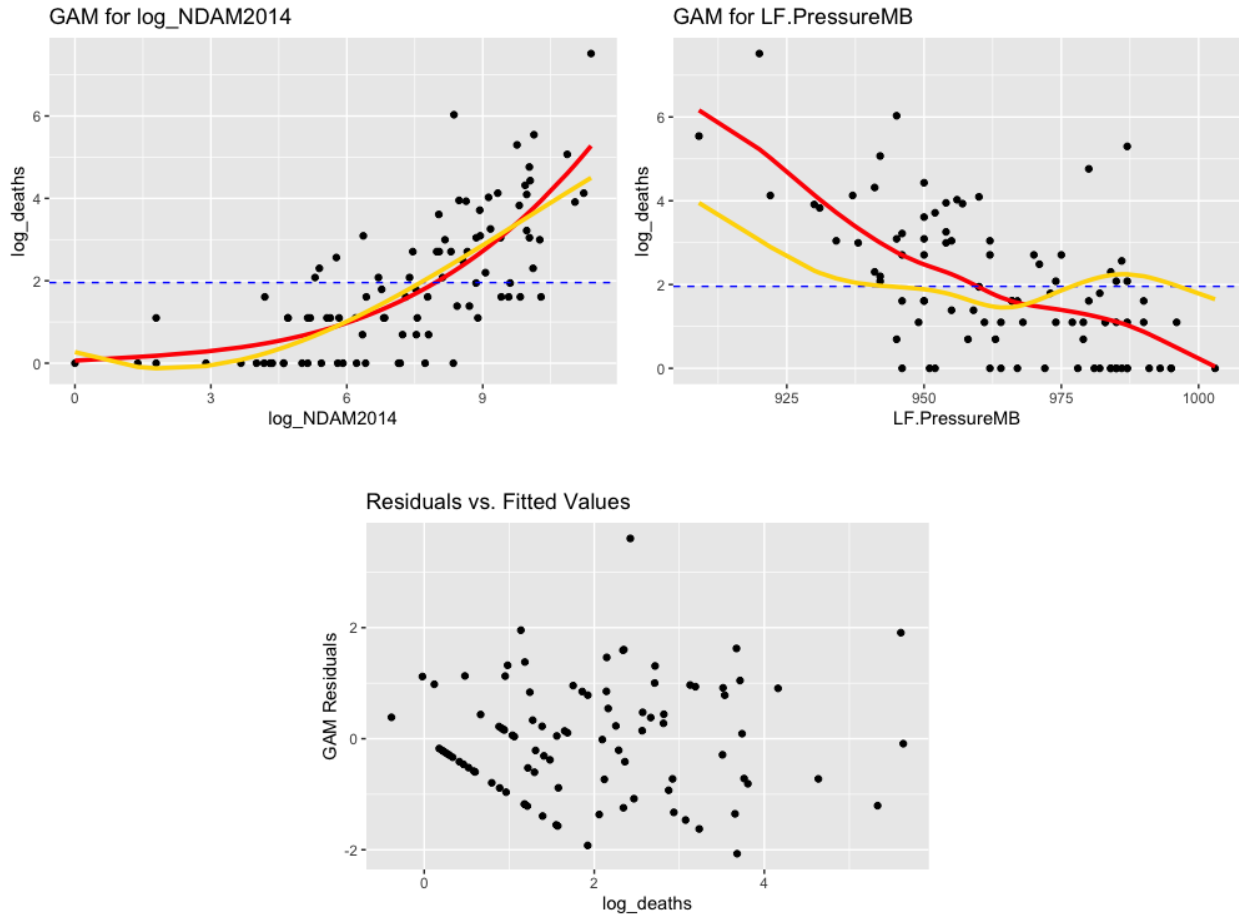 GAM for log_NDAM2014
log_deaths
6
4
2
0
0
3
6
9
log_NDAM2014
GAM for LF.PressureMB
log_deaths
6
4
2
0
925
950
975
1000
LF.PressureMB
Residuals vs. Fitted Values
GAM Residuals
2
0
-2
0
2
4
log_deaths